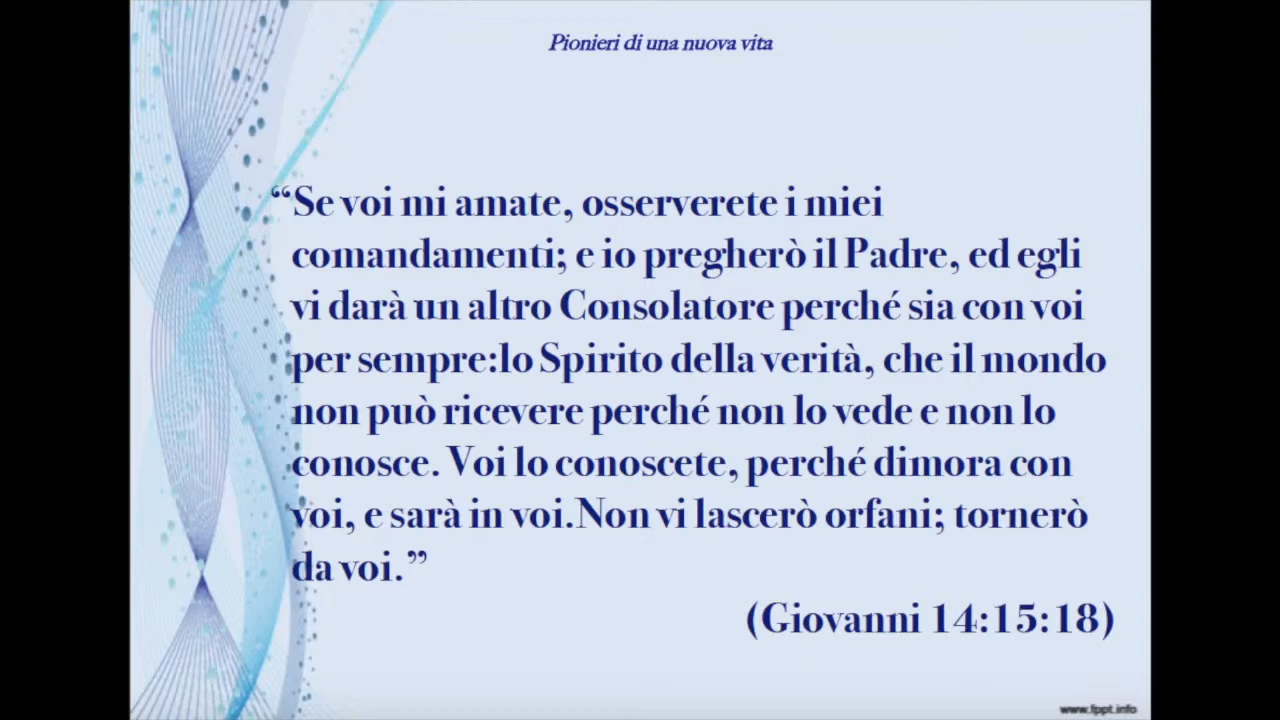 Pionieri di una nuova vita
“Se voi mi amate, osserverete i miei
comandamenti; e io pregherò il Padre, ed egli
vi darà un altro Consolatore perché sia con voi
per sempre:lo Spirito della verità, che il mondo
non può ricevere perché non lo vede e non lo
conosce. Voi lo conoscete, perché dimora con
voi, e sarà in voi.Non vi lascerò orfani; tornerò
da voi.”
(Giovanni 14:15:18)
www.fppt.info